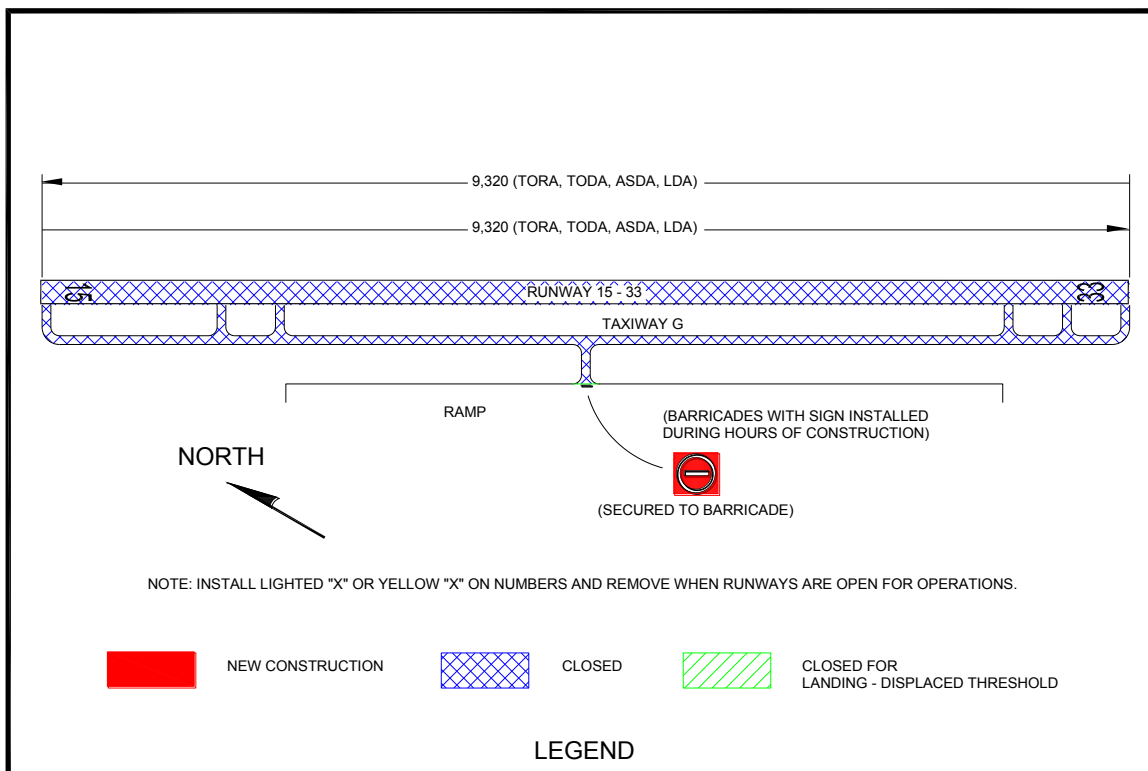 9,320 (TORA, TODA, ASDA, LDA)
9,320 (TORA, TODA, ASDA, LDA)
15
RUNWAY 15 - 33
33
TAXIWAY G
RAMP
(BARRICADES WITH SIGN INSTALLED
DURING HOURS OF CONSTRUCTION)
NORTH
(SECURED TO BARRICADE)
NOTE: INSTALL LIGHTED "X" OR YELLOW "X" ON NUMBERS AND REMOVE WHEN RUNWAYS ARE OPEN FOR OPERATIONS.
NEW CONSTRUCTION
CLOSED
CLOSED FOR
LANDING - DISPLACED THRESHOLD
LEGEND